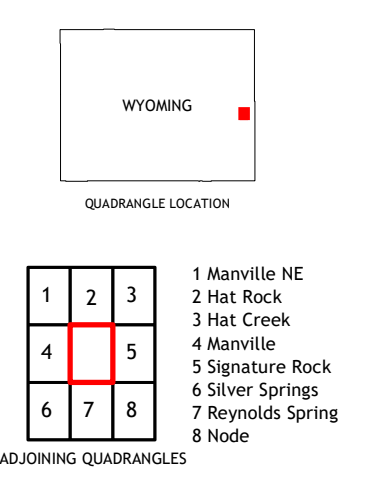 WYOMING
QUADRANGLE LOCATION
1 2 3
4 5
6 7 8
1 Manville NE
2 Hat Rock
3 Hat Creek
4 Manville
5 Signature Rock
6 Silver Springs
7 Reynolds Spring
8 Node
ADJOINING QUADRANGLES